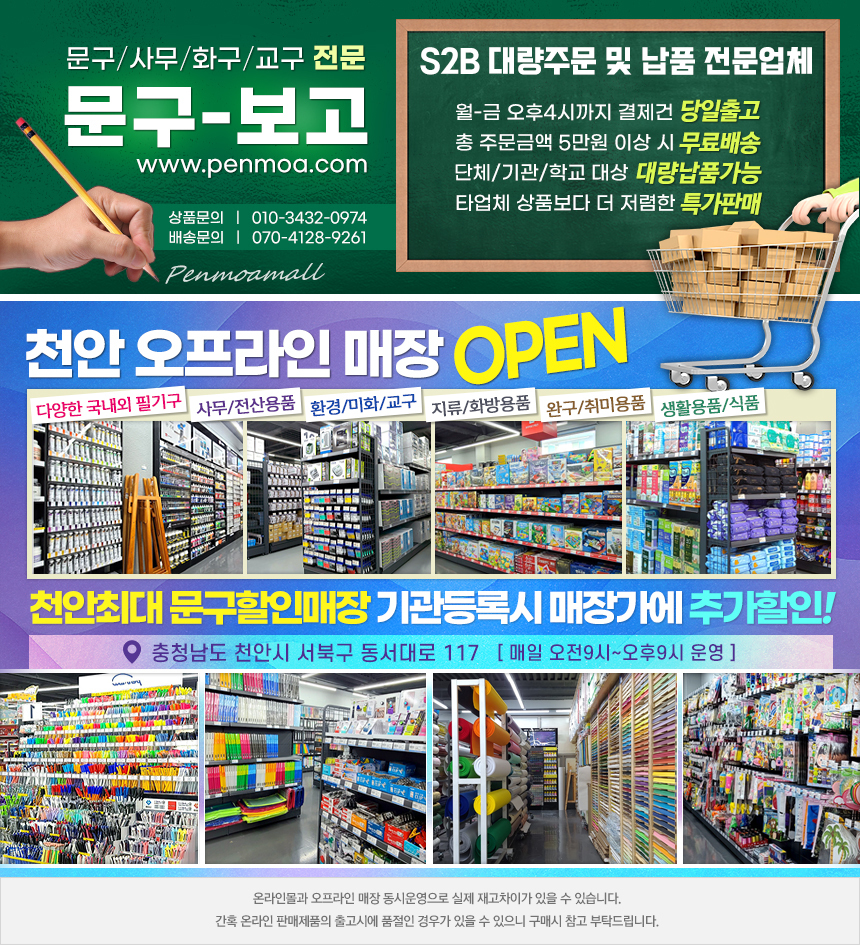 문구/사무/화구/교구 전문
문구-보고
www.penmoa.com
상품문의 | 010-3432-0974
배송문의 | 070-4128-9261
Penmoamall
S2B 대량주문 및 납품 전문업체
월-금 오후4시까지 결제건 당일출고
총 주문금액 5만원 이상 시 무료배송
단체/기관/학교 대상 대량납품가능
타업체 상품보다 더 저렴한 특가판매
천안 오프라인 매장 OPEN
다양한 국내외 필기구 사무/전산용품 환경/미화/교구 지류/화방용품 완구/취미용품 생활용품/식품
천안최대 문구할인매장 기관등록시 매장가에 추가할인!
충청남도 천안시 서북구 동서대로 117 [ 매일 오전9시~오후9시 운영 ]
온라인몰과 오프라인 매장 동시운영으로 실제 재고차이가 있을 수 있습니다.
간혹 온라인 판매제품의 출고시에 품절인 경우가 있을 수 있으니 구매시 참고 부탁드립니다.